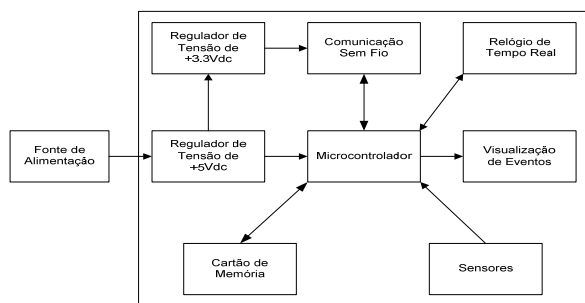 Regulador de
Tensão de
+3.3Vdc
Comunicação
Sem Fio
Relógio de
Tempo Real
Fonte de
Alimentação
Regulador de
Tensão de
+5Vdc
Microcontrolador
Visualização
de Eventos
Cartão de
Memória
Sensores